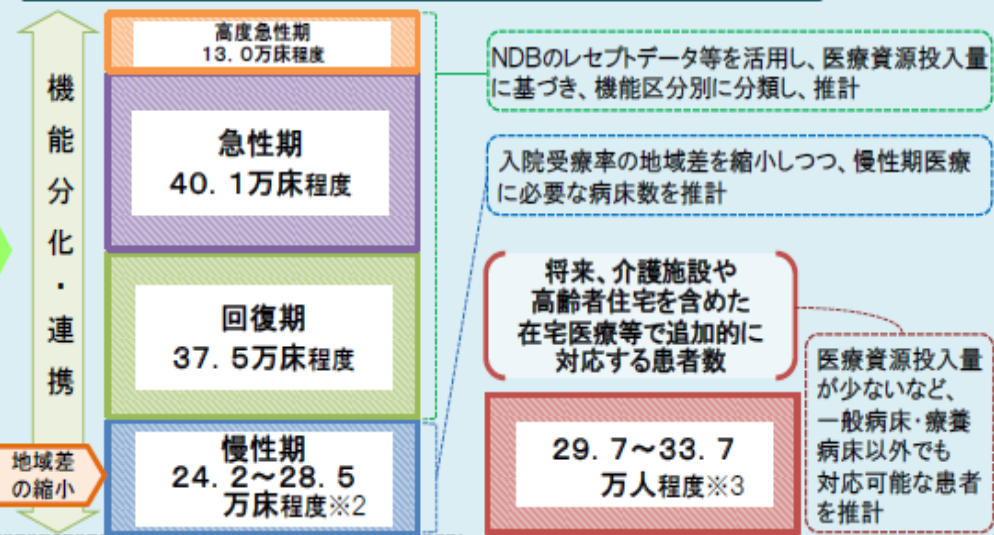 機能分化・連携
地域差
の縮小
高度急性期
13.0万床程度
急性期
40.1万床程度
回復期
37.5万床程度
慢性期
24.2~28.5
万床程度※2
NDBのレセプトデータ等を活用し、医療資源投入量
に基づき、機能区分別に分類し、推計
入院受療率の地域差を縮小しつつ、慢性期医療
に必要な病床数を推計
将来、介護施設や
高齢者住宅を含めた
在宅医療等で追加的に
対応する患者数
29.7~33.7
万人程度※3
医療資源投入量
が少ないなど、
一般病床・療養
病床以外でも
対応可能な患者
を推計